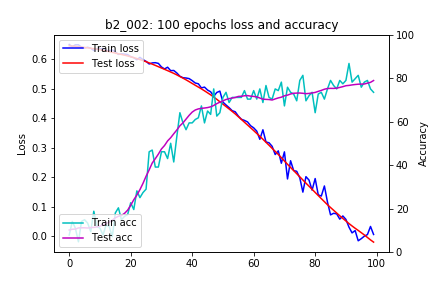 b2_002: 100 epochs loss and accuracy
Train loss
Test loss
Train acc
Test acc
Loss
0.6
0.5
0.4
0.3
0.2
0.1
0.0
Accuracy
100
80
60
40
20
0
0
20
40
60
80
100